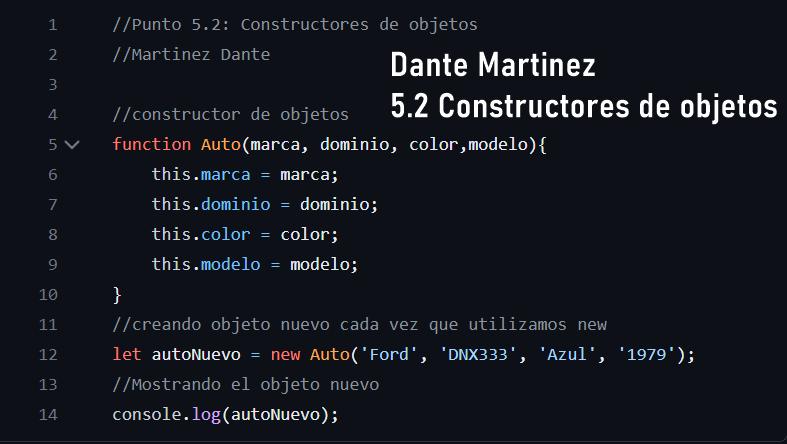 1 //Punto 5.2: Constructores de objetos
2 //Martinez Dante
Dante Martinez
3
5.2 Constructores de objetos
4 //constructor de objetos
5 function Auto(marca, dominio, color,modelo){
6 this.marca = marca;
7 this.dominio = dominio;
8 this.color = color;
9 this.modelo = modelo;
10 }
11 //creando objeto nuevo cada vez que utilizamos new
12 let autoNuevo = new Auto('Ford', 'DNX333', 'Azul', '1979');
13 //Mostrando el objeto nuevo
14 console.log(autoNuevo);